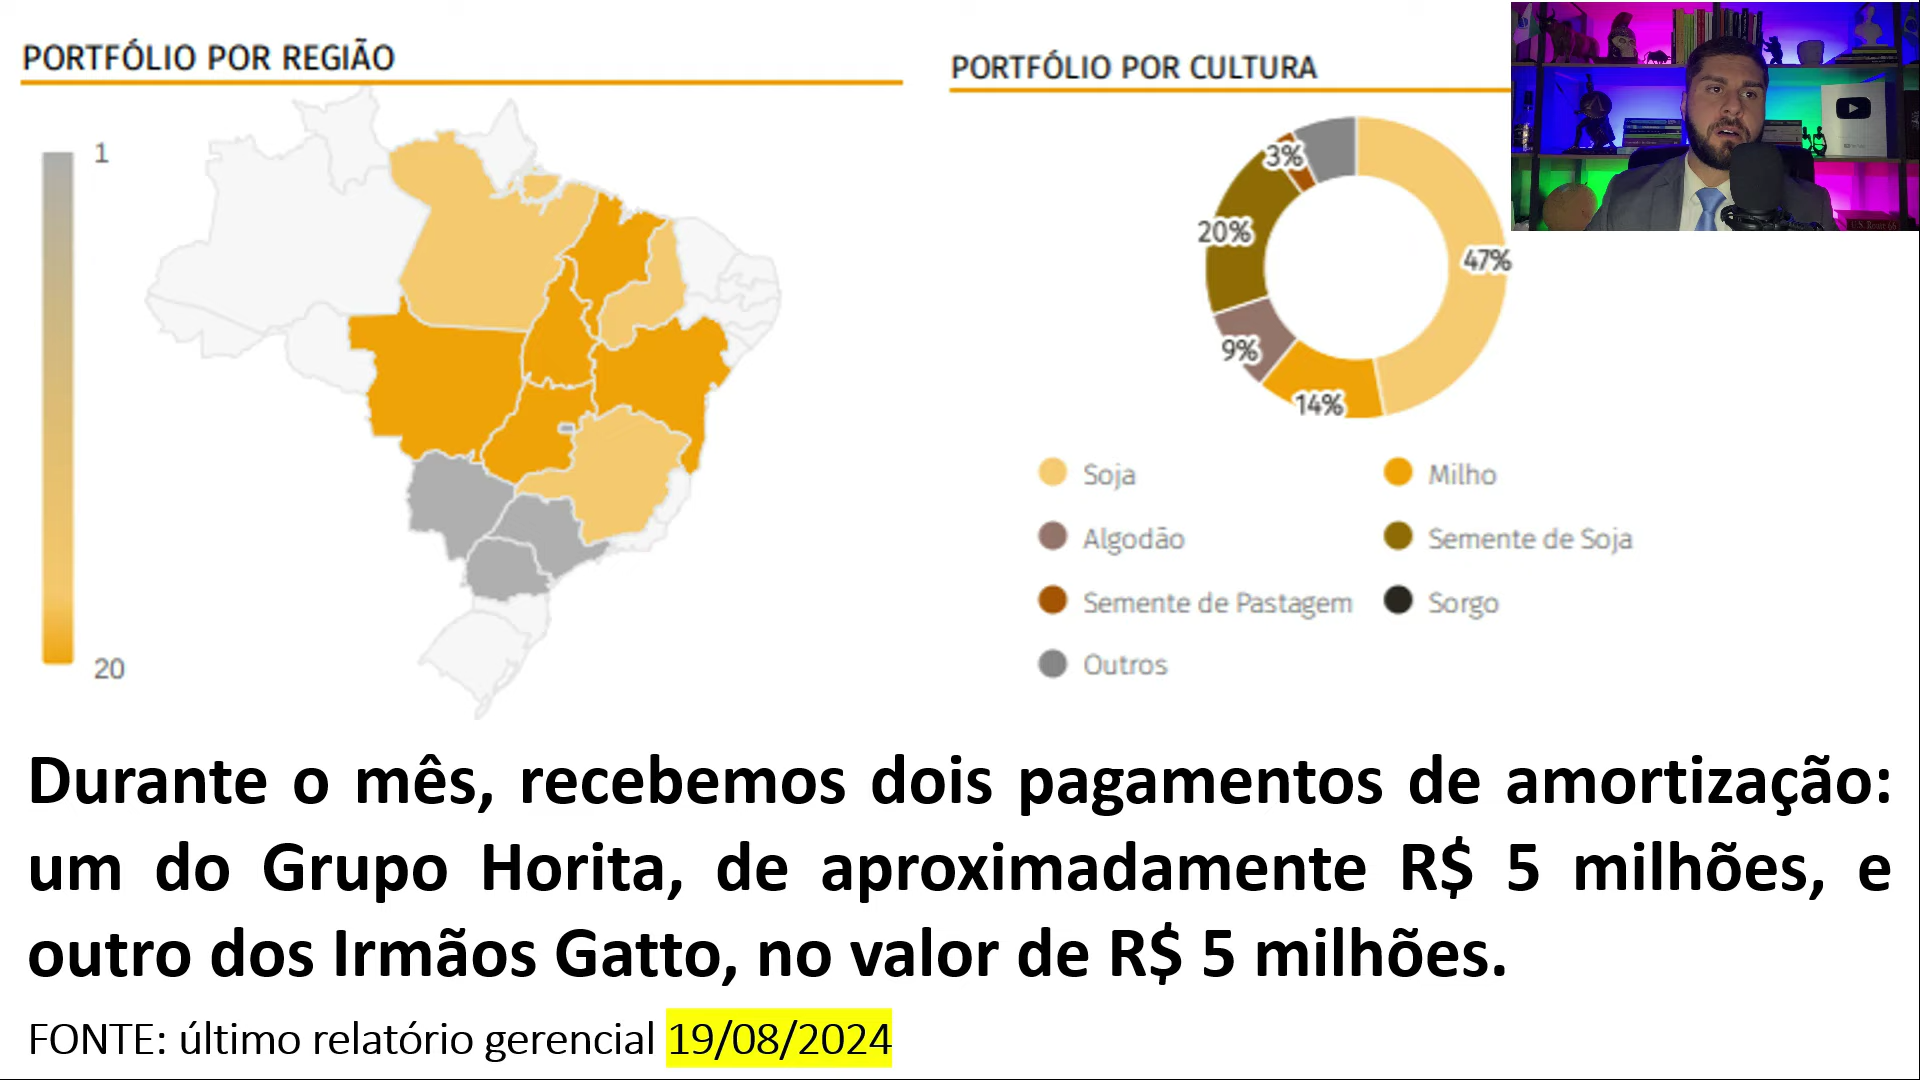 PORTFÓLIO POR REGIÃO
1
20
PORTFÓLIO POR CULTURA
3%
20%
47%
9%
14%
Soja
Milho
Algodão
Semente de Soja
Semente de Pastagem
Sorgo
Outros
Durante o mês, recebemos dois pagamentos de amortização:
um do Grupo Horita, de aproximadamente R$ 5 milhões, e
outro dos Irmãos Gatto, no valor de R$ 5 milhões.
FONTE: último relatório gerencial 19/08/2024